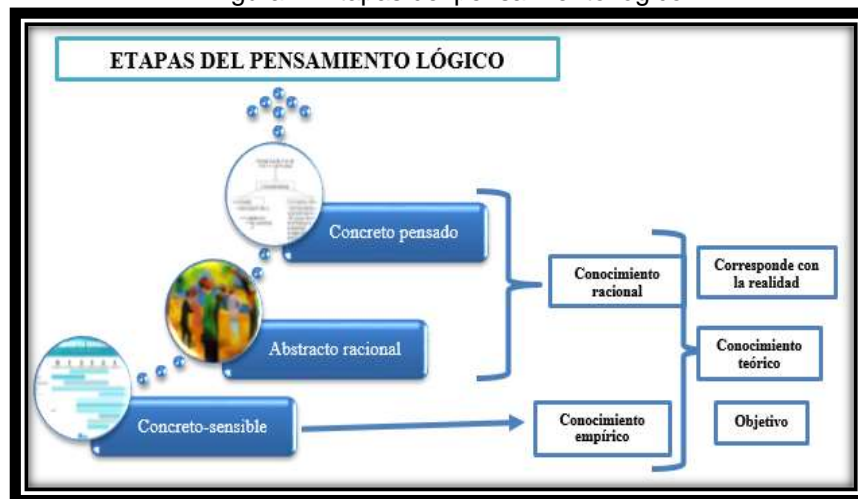 ETAPAS DEL PENSAMIENTO LÓGICO
Concreto pensado
Abstracto racional
Concreto-sensible
Conocimiento
racional
Conocimiento
empírico
Corresponde con
la realidad
Conocimiento
teórico
Objetivo